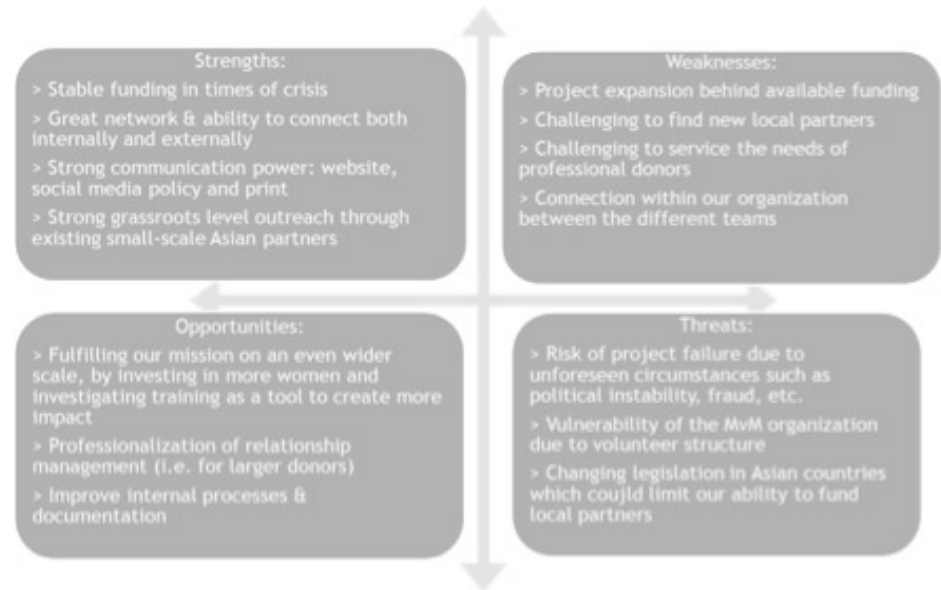 Strengths:
> Stable funding in times of crisis
> Great network & ability to connect both
internally and externally
> Strong communication power: website,
social media policy and print
> Strong grassroots level outreach through
existing small-scale Asian partners
Weaknesses:
> Project expansion behind available funding
> Challenging to find new local partners
> Challenging to service the needs of
professional donors
> Connection within our organization
between the different teams
Opportunities:
> Fulfilling our mission on an even wider
scale, by investing in more women and
investigating training as a tool to create more
impact
> Professionalization of relationship
management (i.e. for larger donors)
> Improve internal processes &
documentation
Threats:
> Risk of project failure due to
unforeseen circumstances such as
political instability, fraud, etc.
> Vulnerability of the MvM organization
due to volunteer structure
> Changing legislation in Asian countries
which coujld limit our ability to fund
local partners